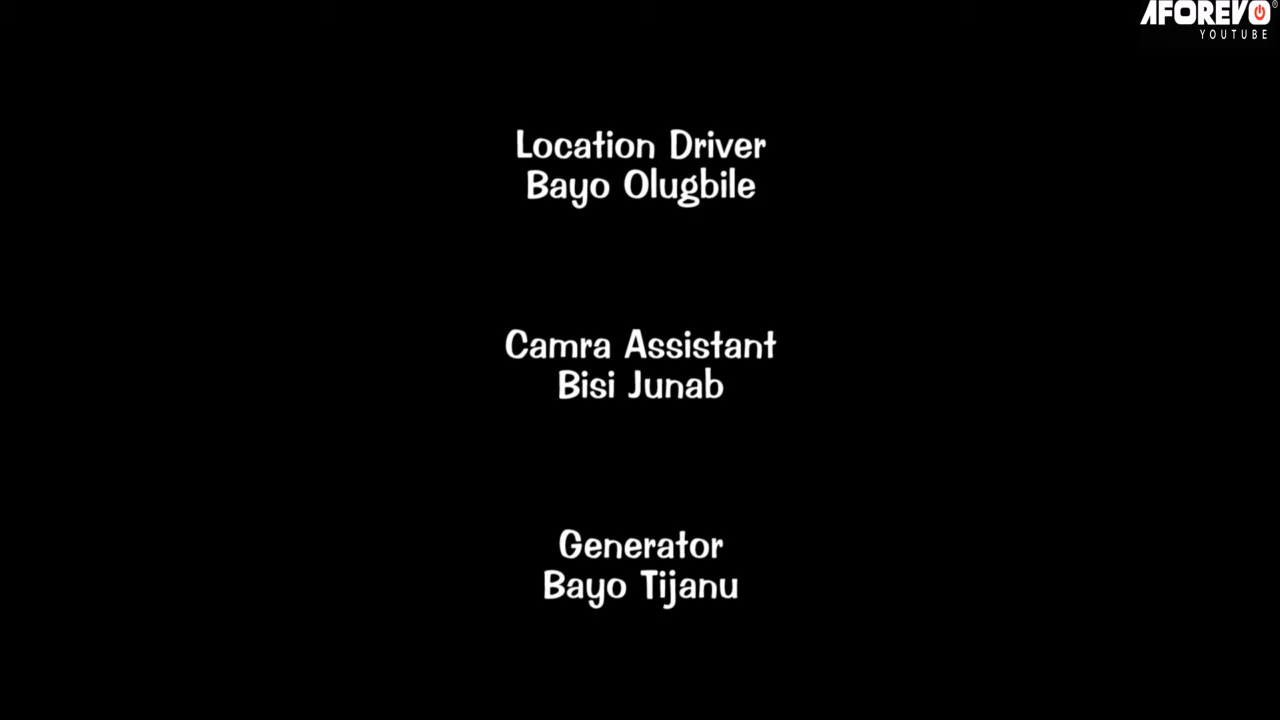 AFOREVO®
YOUTUBE
Location Driver
Bayo Olugbile
Camra Assistant
Bisi Junab
Generator
Bayo Tijanu